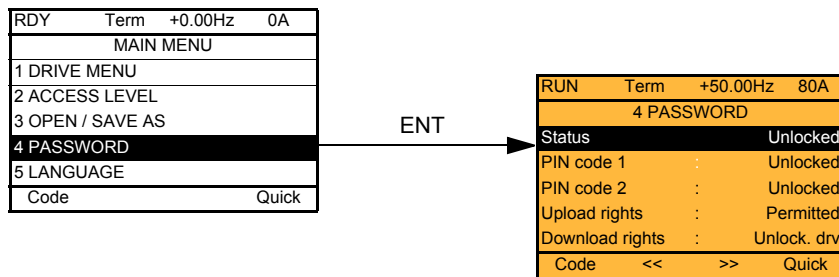 RDY Term +0.00Hz 0A
MAIN MENU
1 DRIVE MENU
2 ACCESS LEVEL
3 OPEN / SAVE AS
4 PASSWORD
5 LANGUAGE
Code Quick
ENT
RUN Term +50.00Hz 80A
4 PASSWORD
Status Unlocked
PIN code 1 : Unlocked
PIN code 2 : Unlocked
Upload rights : Permitted
Download rights : Unlock. drv
Code << >> Quick